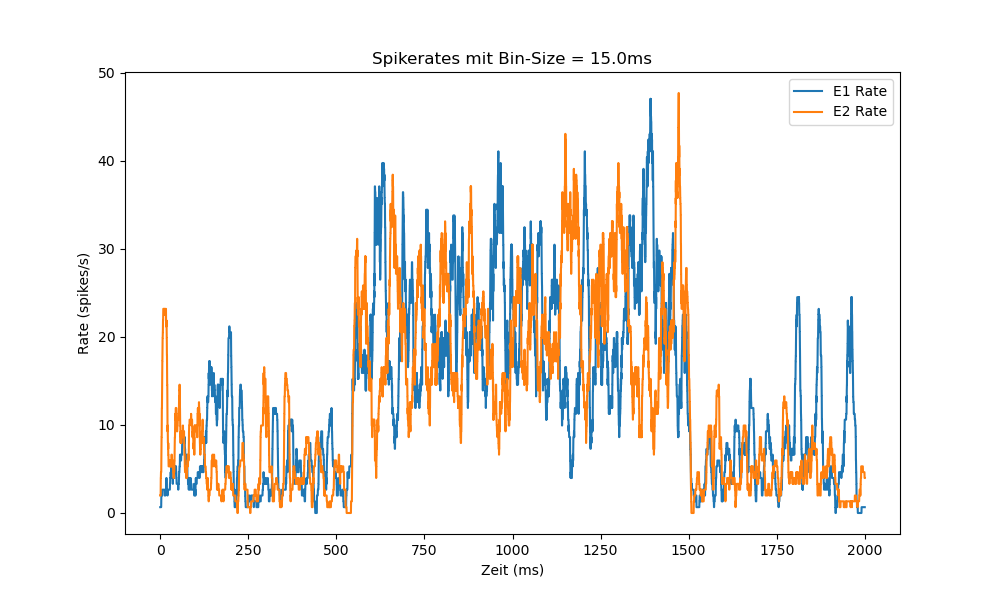 Spikerates mit Bin-Size = 15.0ms
E1 Rate
E2 Rate
Rate (spikes/s)
50
40
30
20
10
0
0 250 500 750 1000 1250 1500 1750 2000
Zeit (ms)